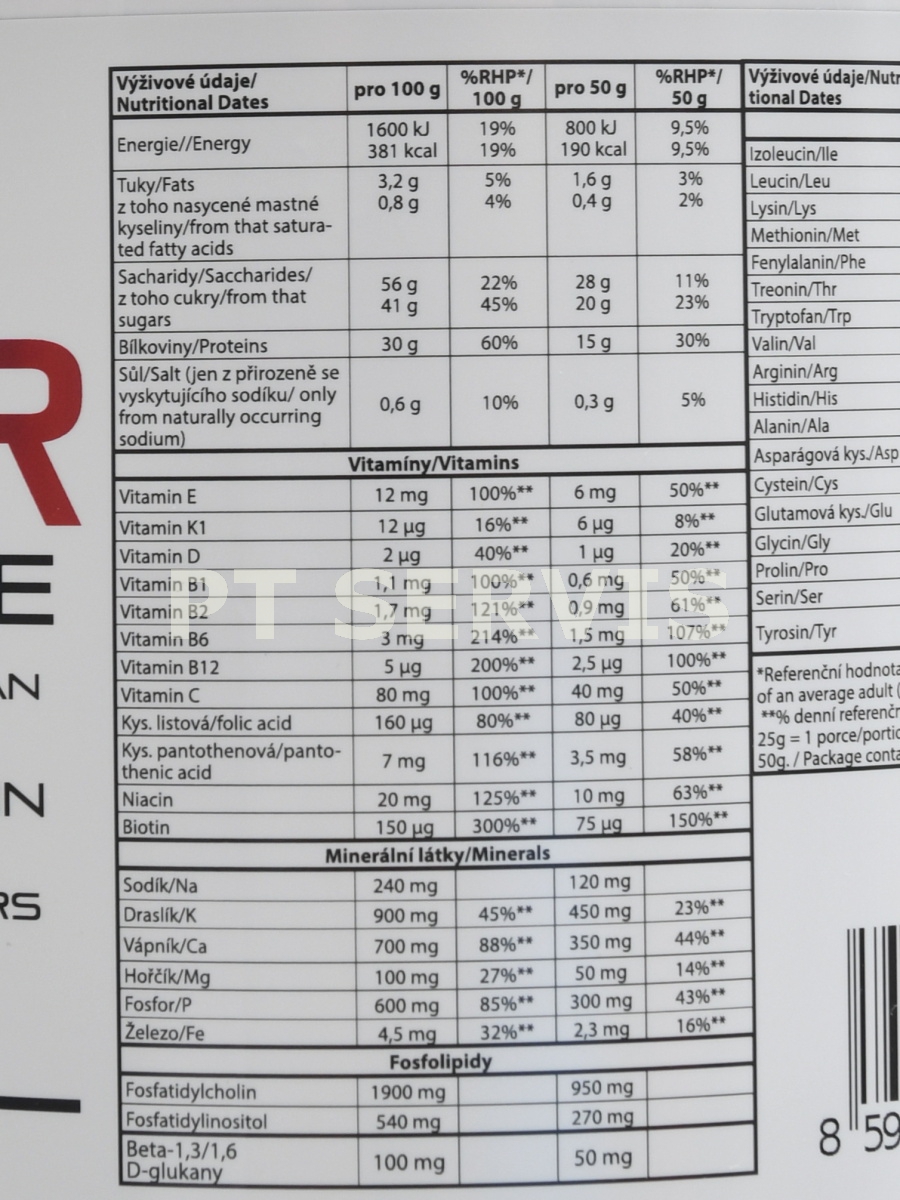 Výživové údaje/
Nutritional Dates
pro 100 g
%RHP*/
100 g
pro 50 g
%RHP*/
50 g
Energie//Energy
1600 kJ 19% 800 kJ 9,5%
381 kcal 19% 190 kcal 9,5%
Tuky/Fats 3,2 g 5% 1,6 g 3%
z toho nasycené mastné 0,8 g 4% 0,4 g 2%
kyseliny/from that satura-
ted fatty acids
Sacharidy/Saccharides/ 56 g 22% 28 g 11%
z toho cukry/from that 41 g 45% 20 g 23%
sugars
Bílkoviny/Proteins 30 g 60% 15 g 30%
Sůl/Salt (jen z přirozeně se
vyskytujícího sodíku/ only 0,6 g 10% 0,3 g 5%
from naturally occurring
sodium)
Vitamíny/Vitamins
Vitamin E 12 mg 100%** 6 mg 50%**
Vitamin K1 12 µg 16%** 6 µg 8%**
Vitamin D 2 µg 40%** 1 µg 20%**
Vitamin B1 1,1 mg 100%** 0,6 mg 50%**
Vitamin B2 1,7 mg 121%** 0,9 mg 61%**
Vitamin B6 3 mg 214%** 1,5 mg 107%**
Vitamin B12 5 µg 200%** 2,5 µg 100%**
Vitamin C 80 mg 100%** 40 mg 50%**
Kys. listová/folic acid 160 µg 80%** 80 µg 40%**
Kys. pantothenová/panto-
thenic acid 7 mg 116%** 3,5 mg 58%**
Niacin 20 mg 125%** 10 mg 63%**
Biotin 150 µg 300%** 75 µg 150%**
Minerální látky/Minerals
Sodík/Na 240 mg 120 mg
Draslík/K 900 mg 45%** 450 mg 23%**
Vápník/Ca 700 mg 88%** 350 mg 44%**
Hořčík/Mg 100 mg 27%** 50 mg 14%**
Fosfor/P 600 mg 85%** 300 mg 43%**
Železo/Fe 4,5 mg 32%** 2,3 mg 16%**
Fosfolipidy
Fosfatidylcholin 1900 mg 950 mg
Fosfatidylinositol 540 mg 270 mg
Beta-1,3/1,6
D-glukany 100 mg 50 mg
Výživové údaje/Nutr
tional Dates
Izoleucin/Ile
Leucin/Leu
Lysin/Lys
Methionin/Met
Fenylalanin/Phe
Treonin/Thr
Tryptofan/Trp
Valin/Val
Arginin/Arg
Histidin/His
Alanin/Ala
Asparágová kys./Asp
Cystein/Cys
Glutamová kys./Glu
Glycin/Gly
Prolin/Pro
Serin/Ser
Tyrosin/Tyr
*Referenční hodnota
of an average adult (
**% denní referenčn
25g = 1 porce/portio
50g. / Package conta
R
E
AN
N
RS
8 59
PT SERVIS